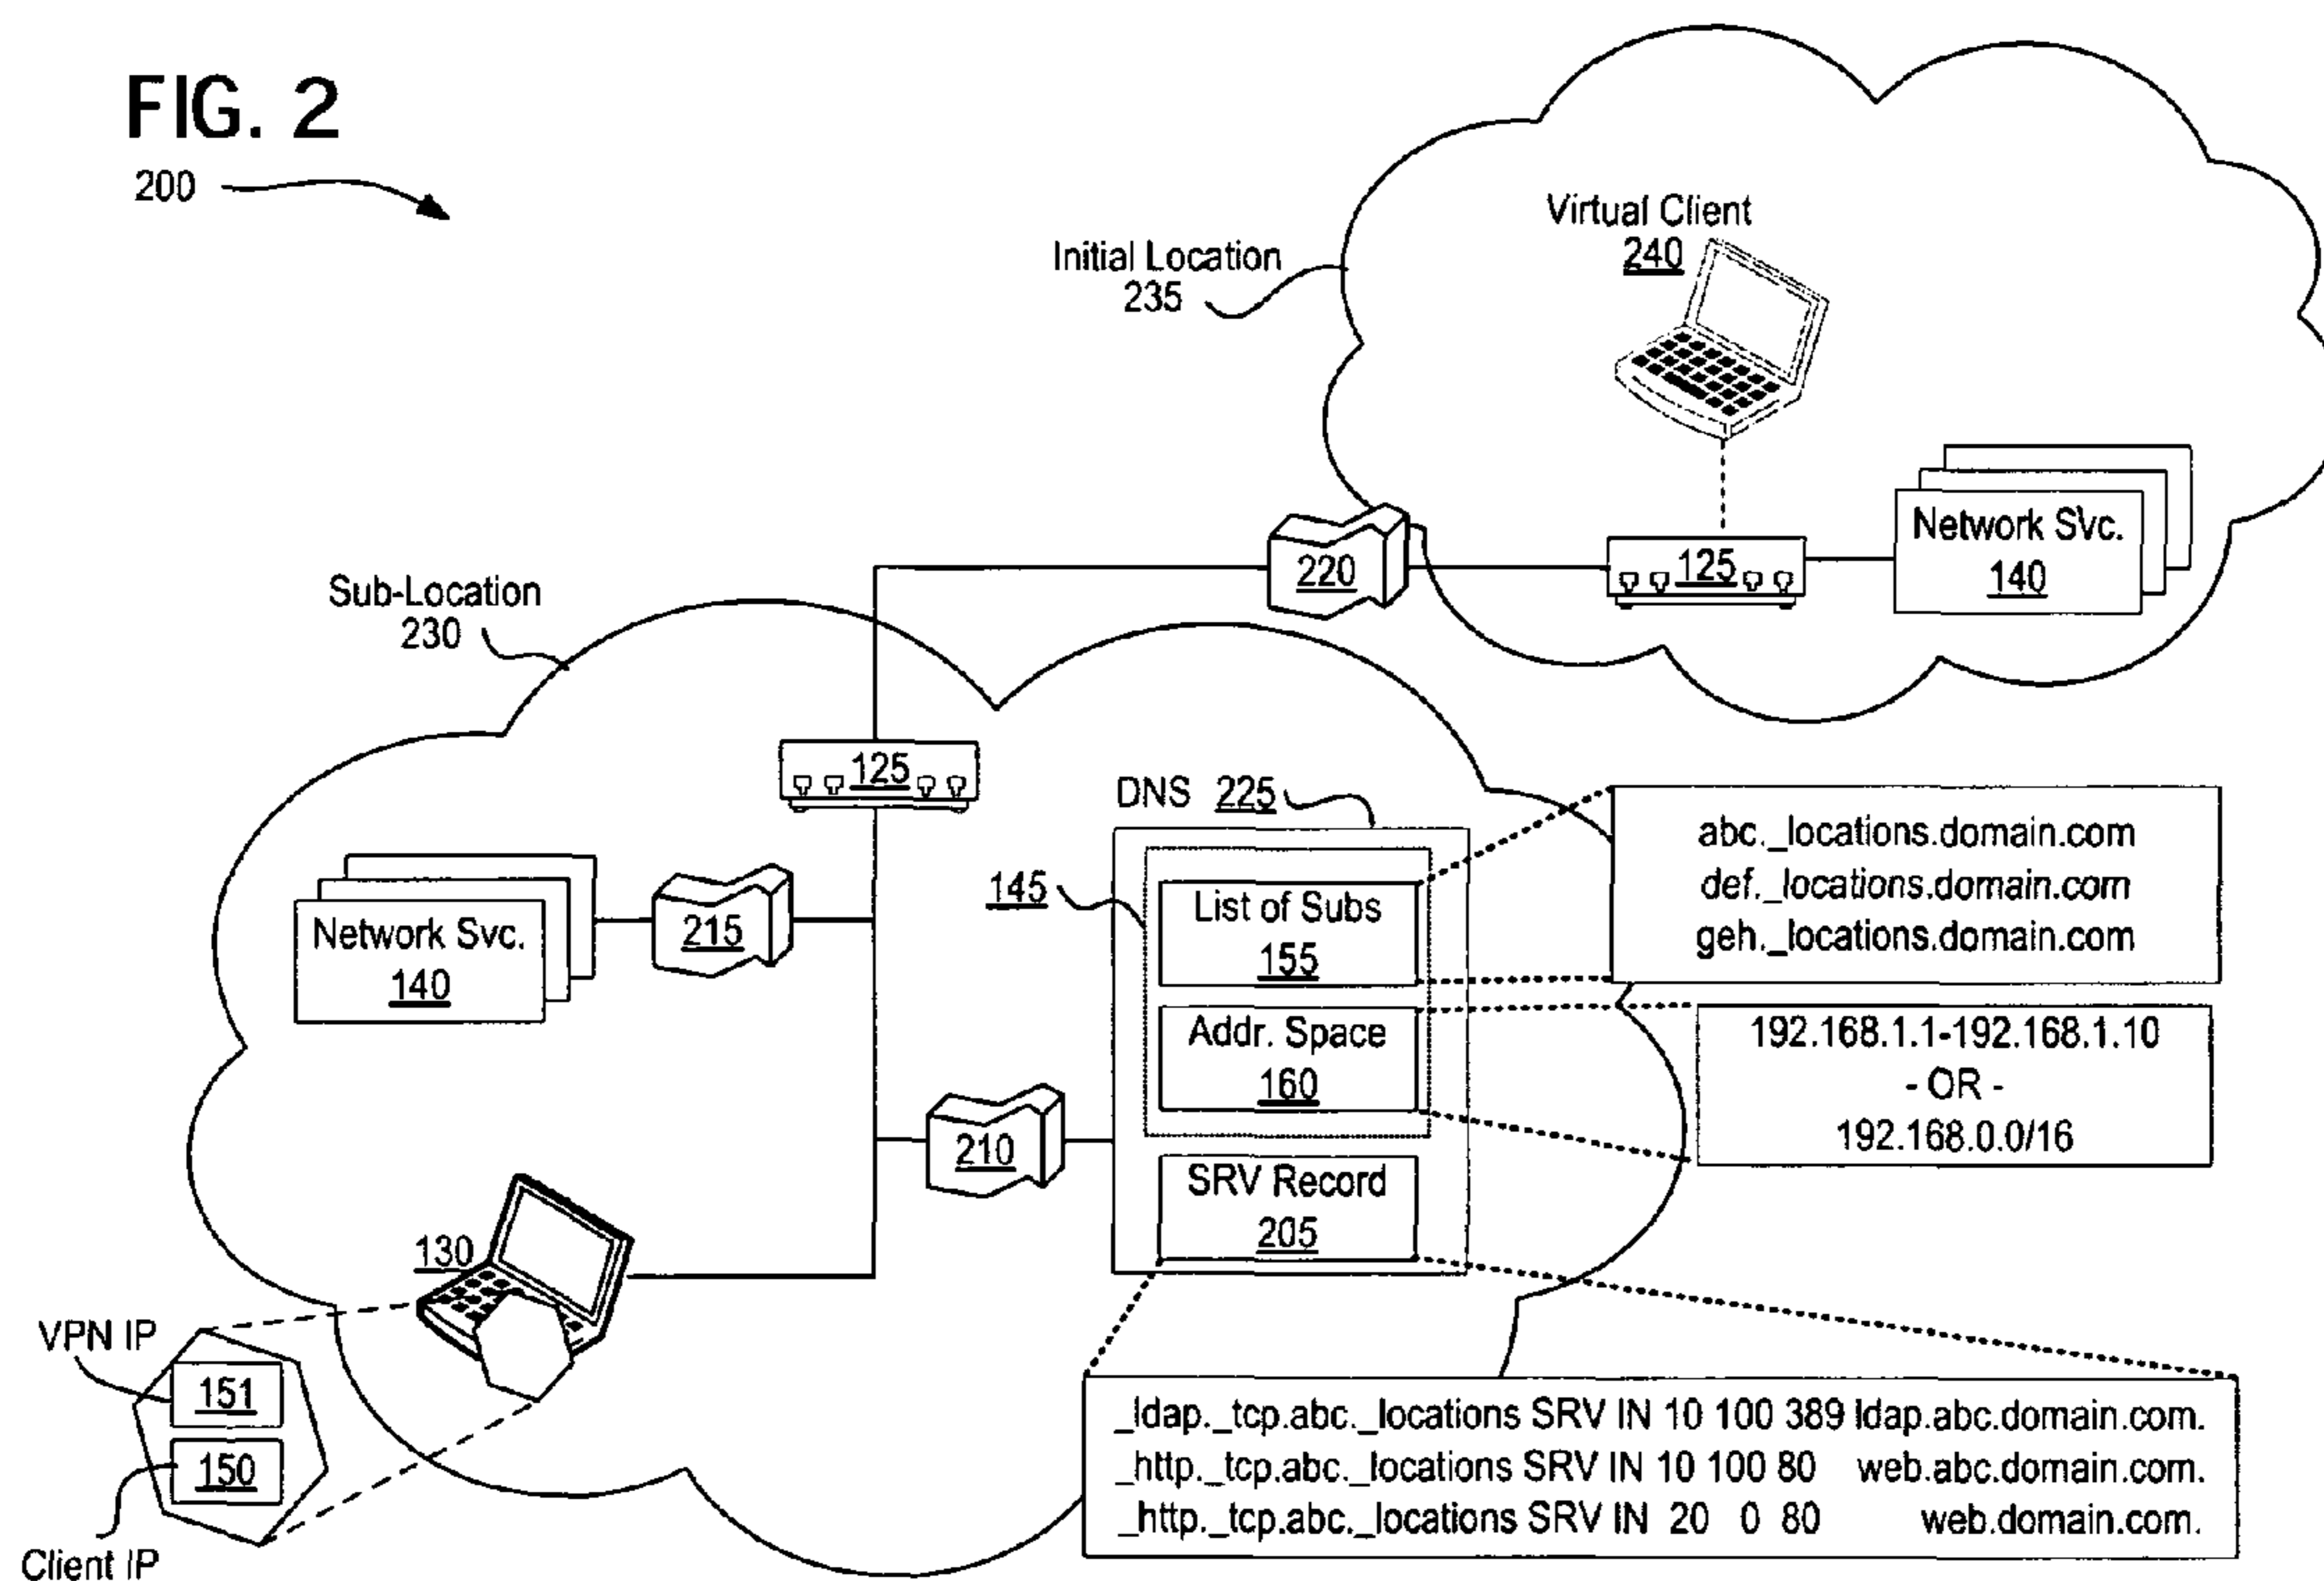 FIG. 2
200
Virtual Client
240
Initial Location
235
Network Svc.
140
125
220
Sub-Location
230
125
DNS 225
abc._locations.domain.com
def._locations.domain.com
geh._locations.domain.com
145
List of Subs
155
215
Network Svc.
140
Addr. Space
160
192.168.1.1-192.168.1.10
- OR -
192.168.0.0/16
210
SRV Record
205
130
VPN IP
151
150
Client IP
_ldap._tcp.abc._locations SRV IN 10 100 389 ldap.abc.domain.com.
_http._tcp.abc._locations SRV IN 10 100 80 web.abc.domain.com.
_http._tcp.abc._locations SRV IN 20 0 80 web.domain.com.